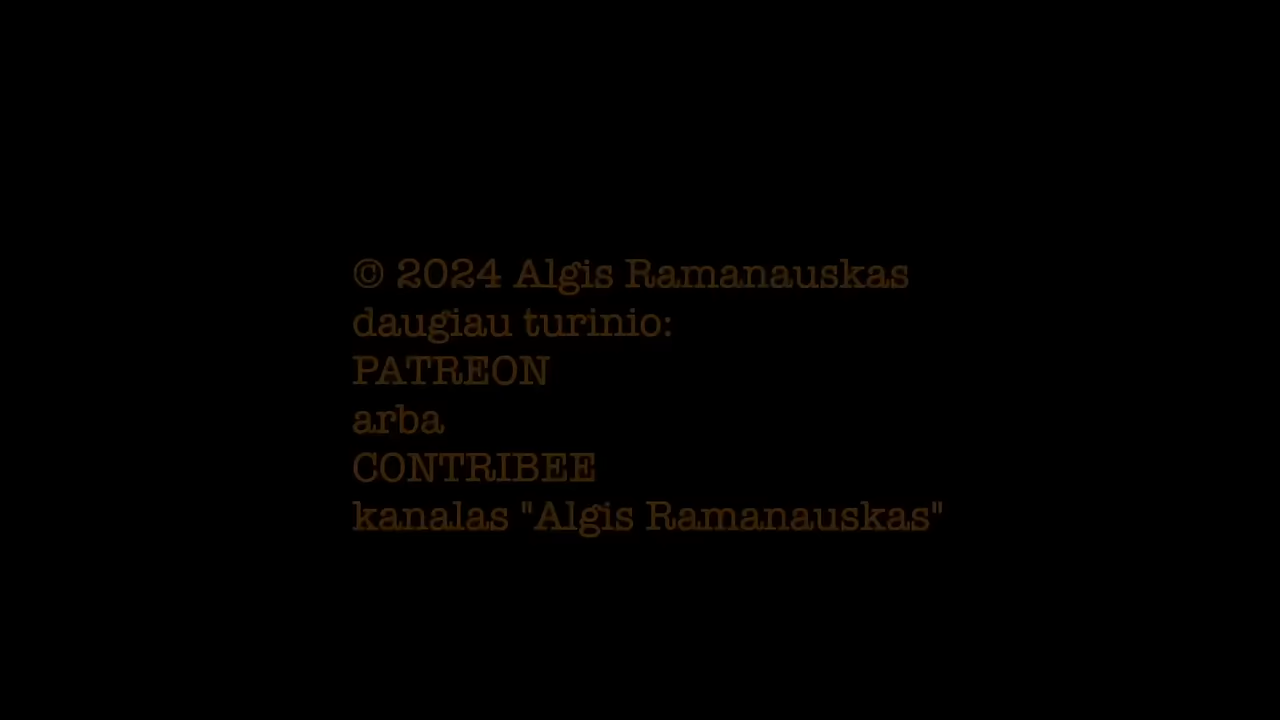 © 2024 Algis Ramanauskas
daugiau turinio:
PATREON
arba
CONTRIBEE
kanalas "Algis Ramanauskas"